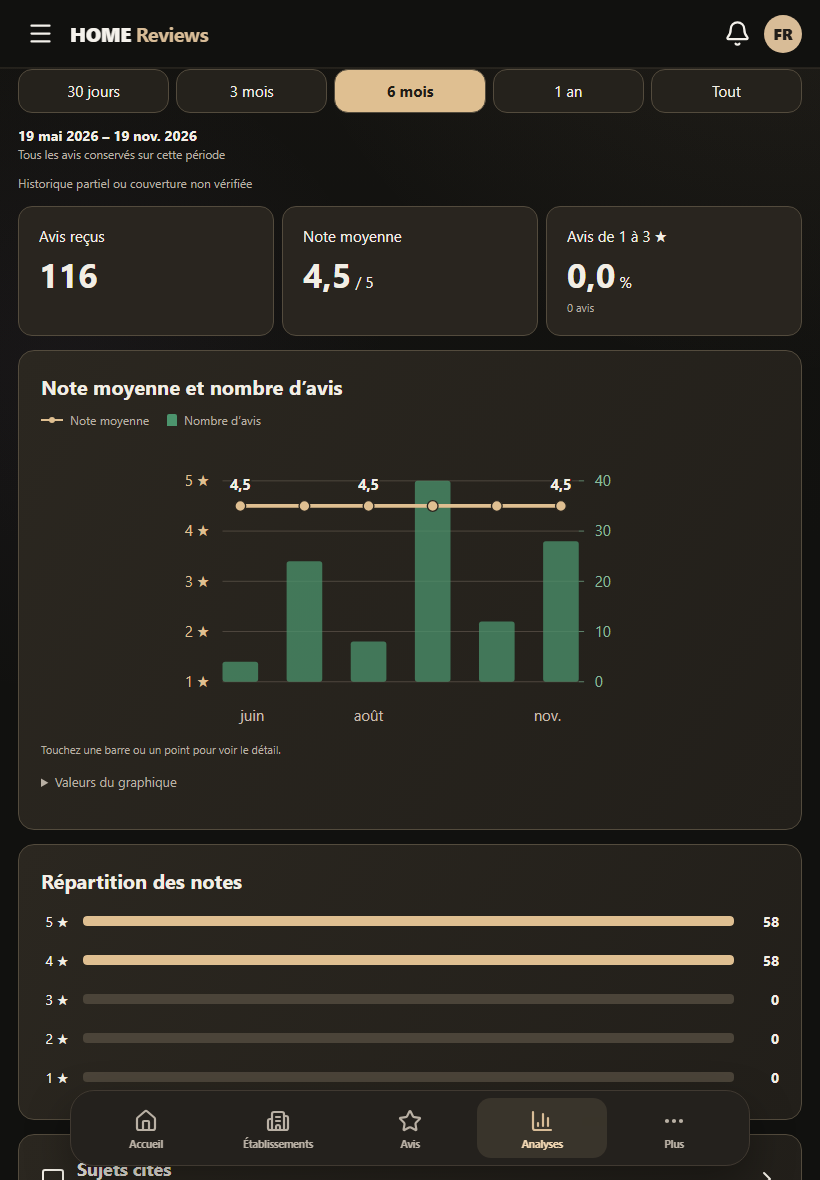 HOME Reviews
FR
30 jours
3 mois
6 mois
1 an
Tout
19 mai 2026 – 19 nov. 2026
Tous les avis conservés sur cette période
Historique partiel ou couverture non vérifiée
Avis reçus
116
Note moyenne
4,5 / 5
Avis de 1 à 3 ★
0,0 %
0 avis
Note moyenne et nombre d’avis
Note moyenne
Nombre d’avis
5 ★
4,5
4,5
4,5
40
4 ★
30
3 ★
20
2 ★
10
1 ★
0
juin
août
nov.
Touchez une barre ou un point pour voir le détail.
▶ Valeurs du graphique
Répartition des notes
5 ★ 58
4 ★ 58
3 ★ 0
2 ★ 0
1 ★ 0
Accueil
Établissements
Avis
Analyses
Plus
Sujets cités